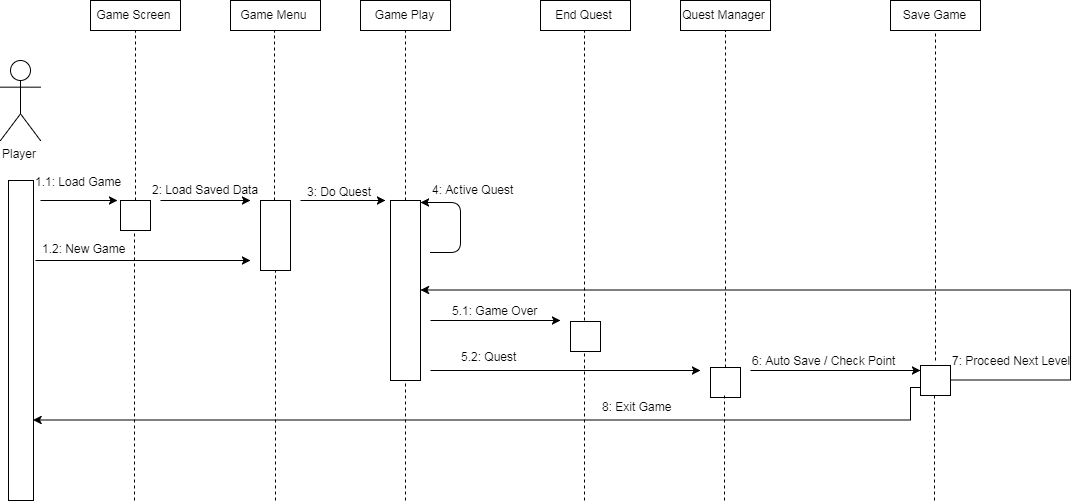 Game Screen
Game Menu
Game Play
End Quest
Quest Manager
Save Game
Player
1.1: Load Game
2: Load Saved Data
3: Do Quest
4: Active Quest
1.2: New Game
5.1: Game Over
5.2: Quest
6: Auto Save / Check Point
7: Proceed Next Level
8: Exit Game